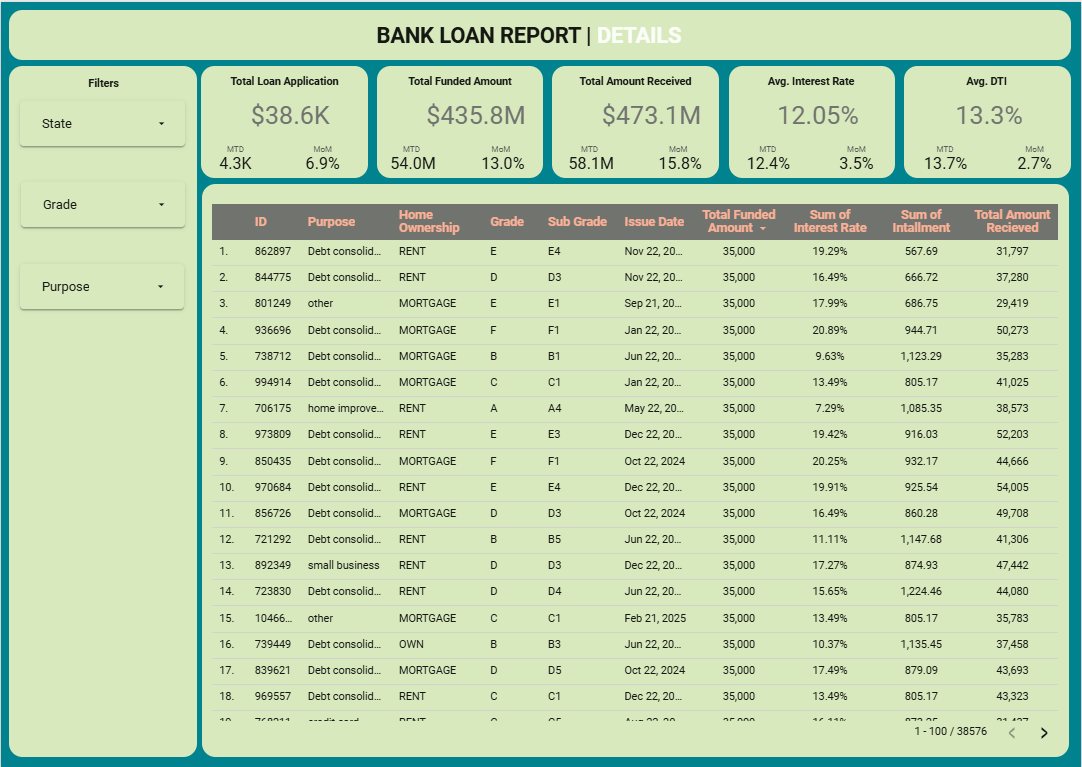 BANK LOAN REPORT | DETAILS
Filters
State
Grade
Purpose
Total Loan Application
$38.6K
MTD MoM
4.3K 6.9%
Total Funded Amount
$435.8M
MTD MoM
54.0M 13.0%
Total Amount Received
$473.1M
MTD MoM
58.1M 15.8%
Avg. Interest Rate
12.05%
MTD MoM
12.4% 3.5%
Avg. DTI
13.3%
MTD MoM
13.7% 2.7%
ID Purpose Home Ownership Grade Sub Grade Issue Date Total Funded Amount Sum of Interest Rate Sum of Intallment Total Amount Recieved
1. 862897 Debt consolid... RENT E E4 Nov 22, 20... 35,000 19.29% 567.69 31,797
2. 844775 Debt consolid... RENT D D3 Nov 22, 20... 35,000 16.49% 666.72 37,280
3. 801249 other MORTGAGE E E1 Sep 21, 20... 35,000 17.99% 686.75 29,419
4. 936696 Debt consolid... MORTGAGE F F1 Jan 22, 20... 35,000 20.89% 944.71 50,273
5. 738712 Debt consolid... MORTGAGE B B1 Jun 22, 20... 35,000 9.63% 1,123.29 35,283
6. 994914 Debt consolid... MORTGAGE C C1 Jan 22, 20... 35,000 13.49% 805.17 41,025
7. 706175 home improve... RENT A A4 May 22, 20... 35,000 7.29% 1,085.35 38,573
8. 973809 Debt consolid... RENT E E3 Dec 22, 20... 35,000 19.42% 916.03 52,203
9. 850435 Debt consolid... MORTGAGE F F1 Oct 22, 2024 35,000 20.25% 932.17 44,666
10. 970684 Debt consolid... RENT E E4 Dec 22, 20... 35,000 19.91% 925.54 54,005
11. 856726 Debt consolid... MORTGAGE D D3 Oct 22, 2024 35,000 16.49% 860.28 49,708
12. 721292 Debt consolid... RENT B B5 Jun 22, 20... 35,000 11.11% 1,147.68 41,306
13. 892349 small business RENT D D3 Dec 22, 20... 35,000 17.27% 874.93 47,442
14. 723830 Debt consolid... RENT D D4 Jun 22, 20... 35,000 15.65% 1,224.46 44,080
15. 10466... other MORTGAGE C C1 Feb 21, 2025 35,000 13.49% 805.17 35,783
16. 739449 Debt consolid... OWN B B3 Jun 22, 20... 35,000 10.37% 1,135.45 37,458
17. 839621 Debt consolid... MORTGAGE D D5 Oct 22, 2024 35,000 17.49% 879.09 43,693
18. 969557 Debt consolid... RENT C C1 Dec 22, 20... 35,000 13.49% 805.17 43,323
1 - 100 / 38576